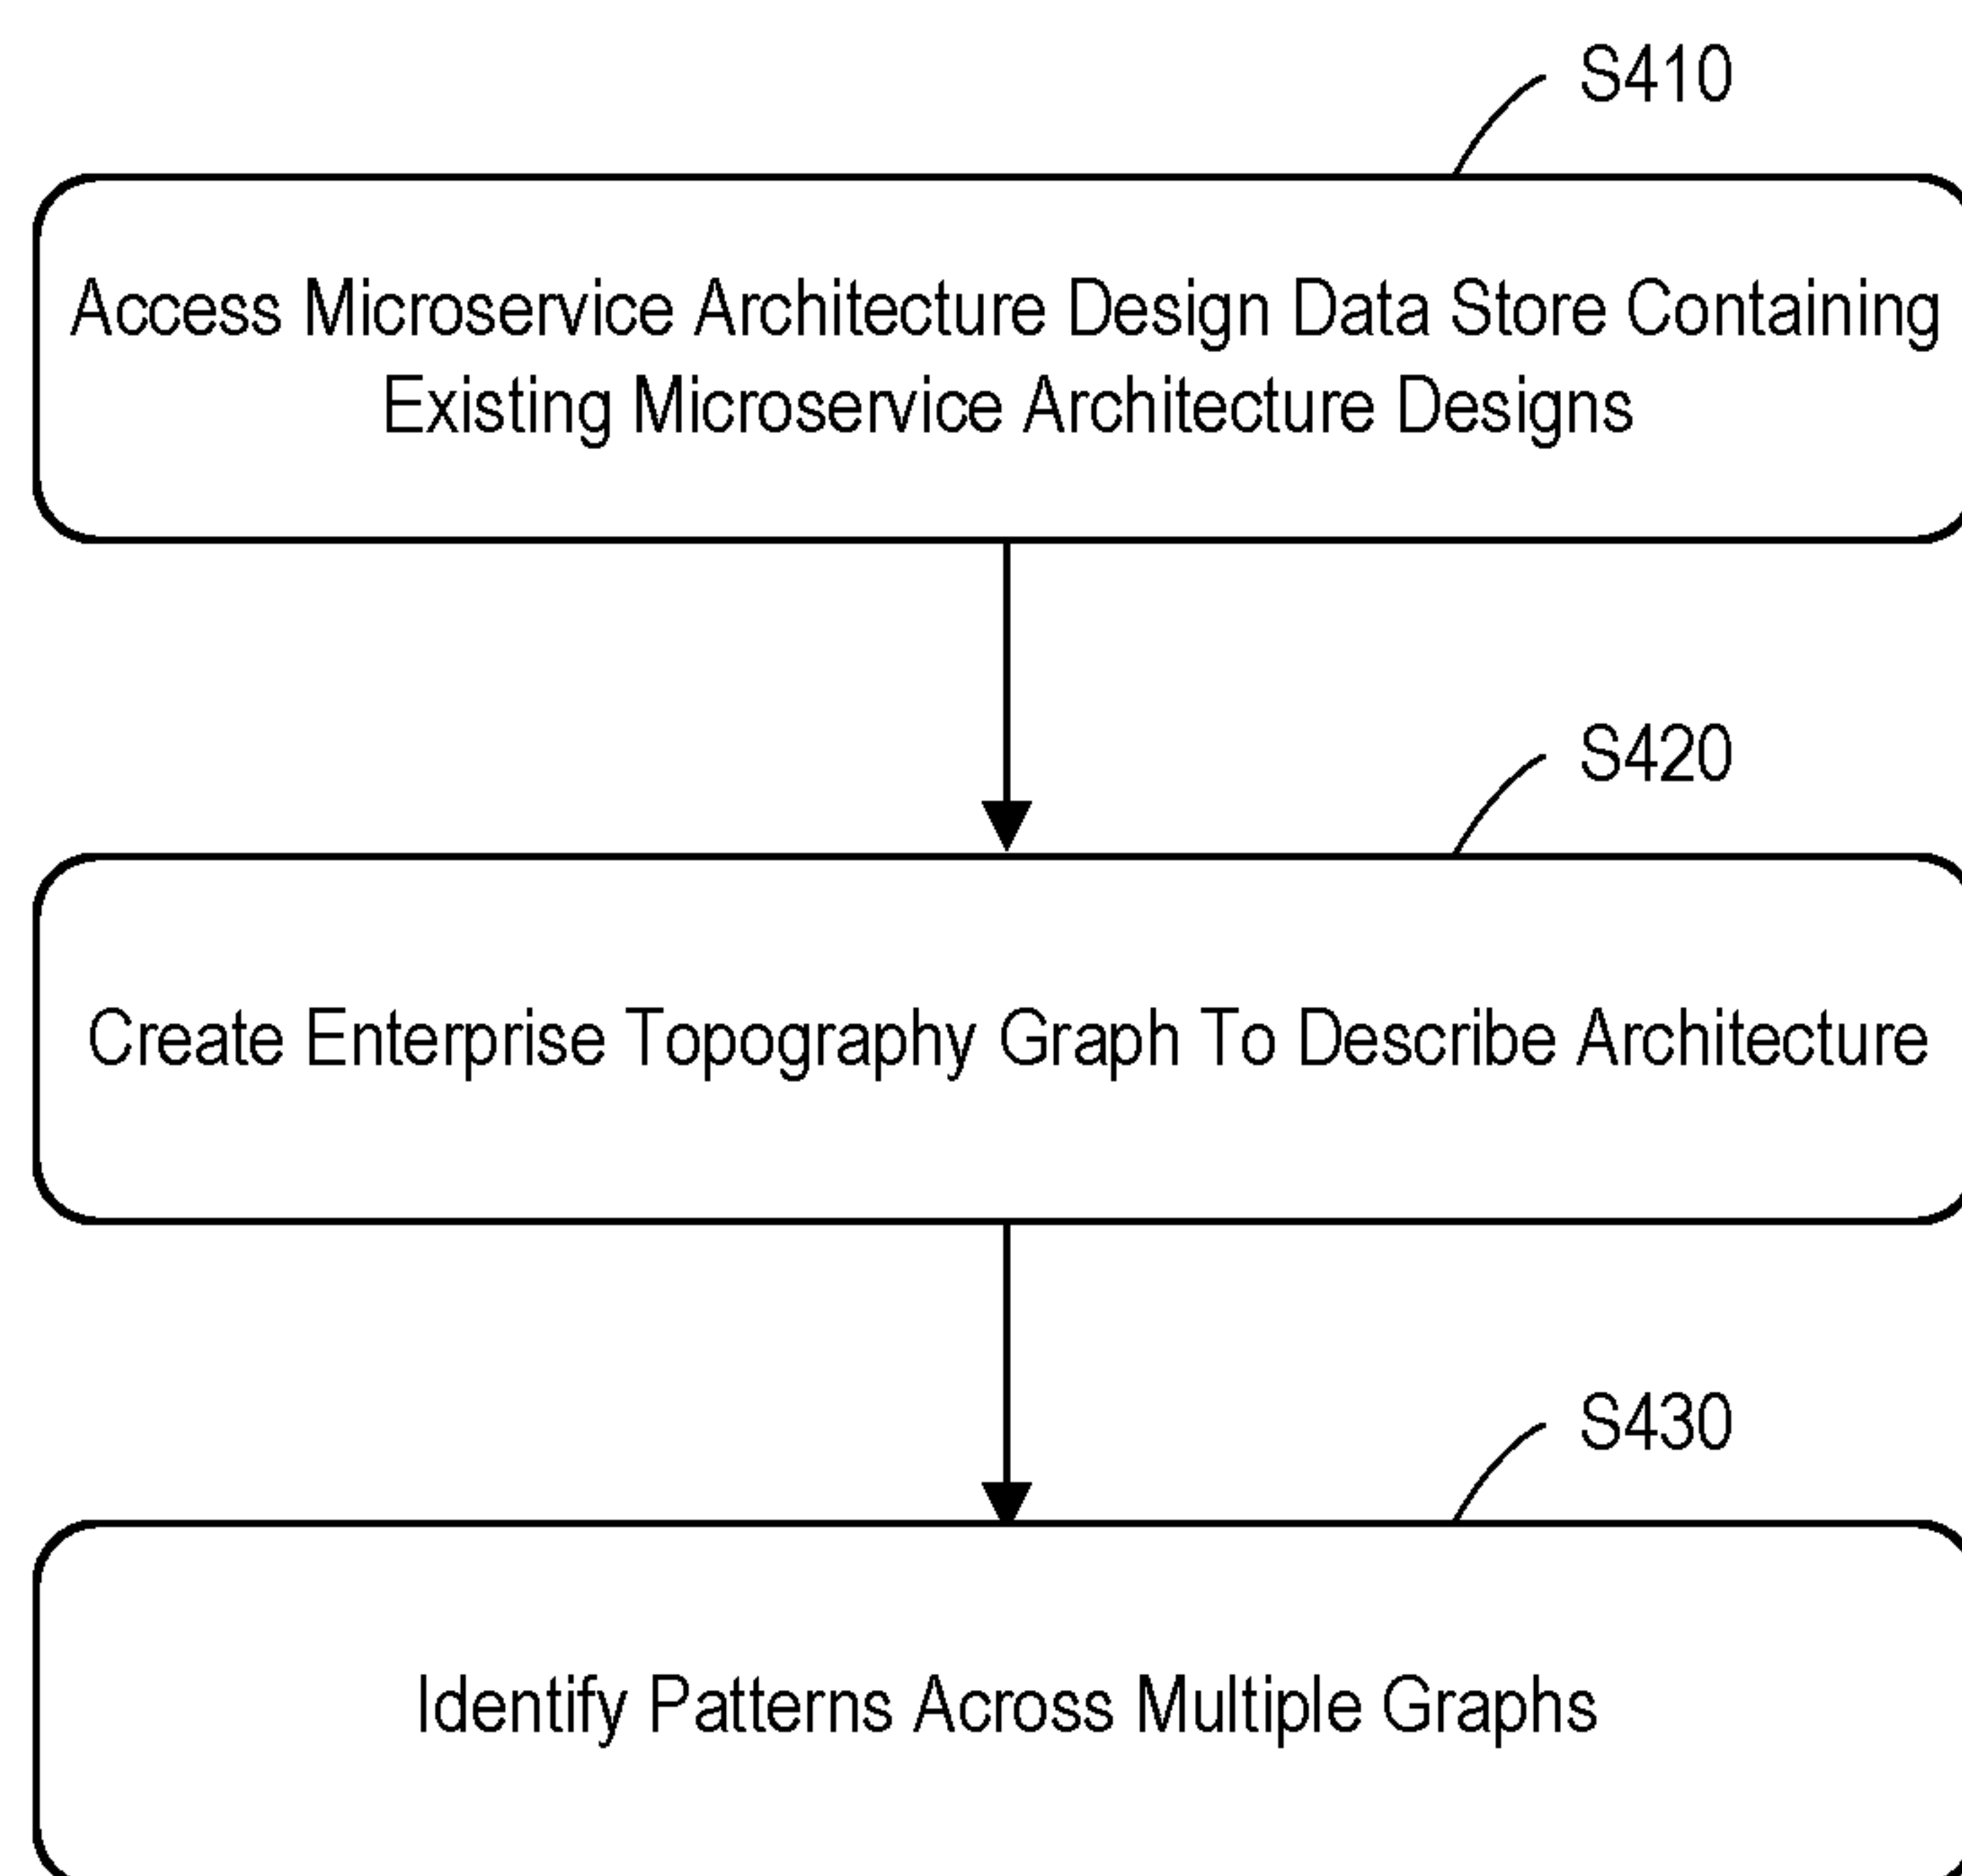 S410
Access Microservice Architecture Design Data Store Containing
Existing Microservice Architecture Designs
S420
Create Enterprise Topography Graph To Describe Architecture
S430
Identify Patterns Across Multiple Graphs